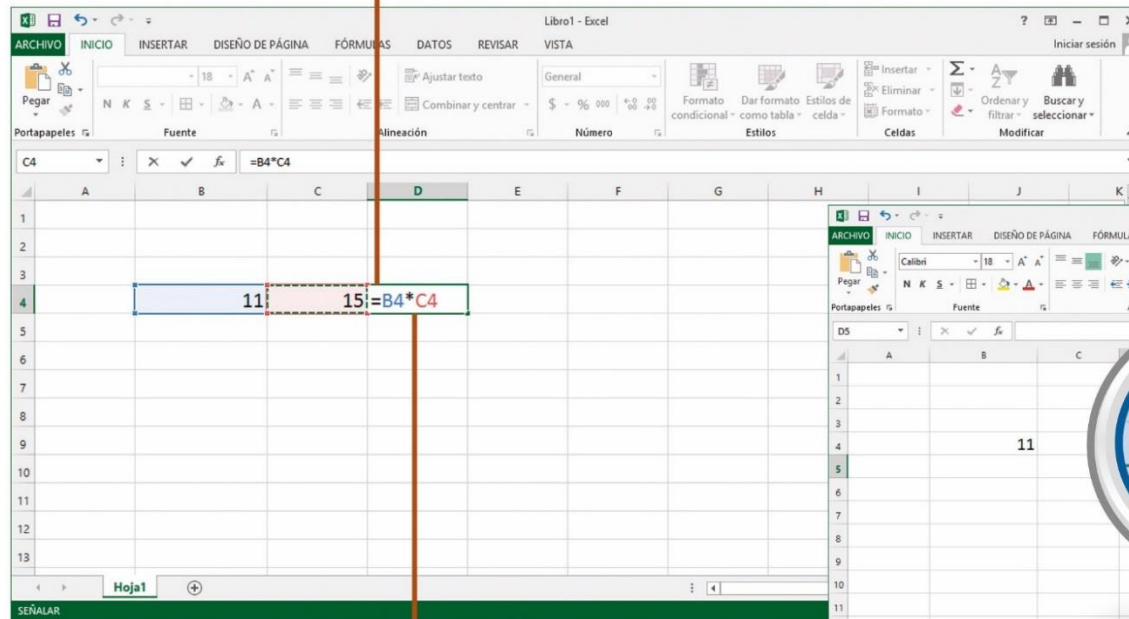 Libro1 - Excel
ARCHIVO INICIO INSERTAR DISEÑO DE PÁGINA FÓRMULAS DATOS REVISAR VISTA Iniciar sesión
18 A A Ajustar texto General Insertar Σ A Z
Pegar N K S A Combinar y centrar $ % 000 Formato condicional Dar formato como tabla Estilos de celda Eliminar Formato Ordenar y filtrar Buscar y seleccionar
Portapapeles Fuente Alineación Número Estilos Celdas Modificar
C4 fx =B4*C4
A B C D E F G H I J K
1
2
3
4 11 15 =B4*C4
5
6
7
8
9
10
11
12
13
Hoja1
SEÑALAR
ARCHIVO INICIO INSERTAR DISEÑO DE PÁGINA
Calibri 18 A A
Pegar N K S A
Portapapeles Fuente
D5 fx
A B C
1
2
3
4 11
5
6
7
8
9
10
11